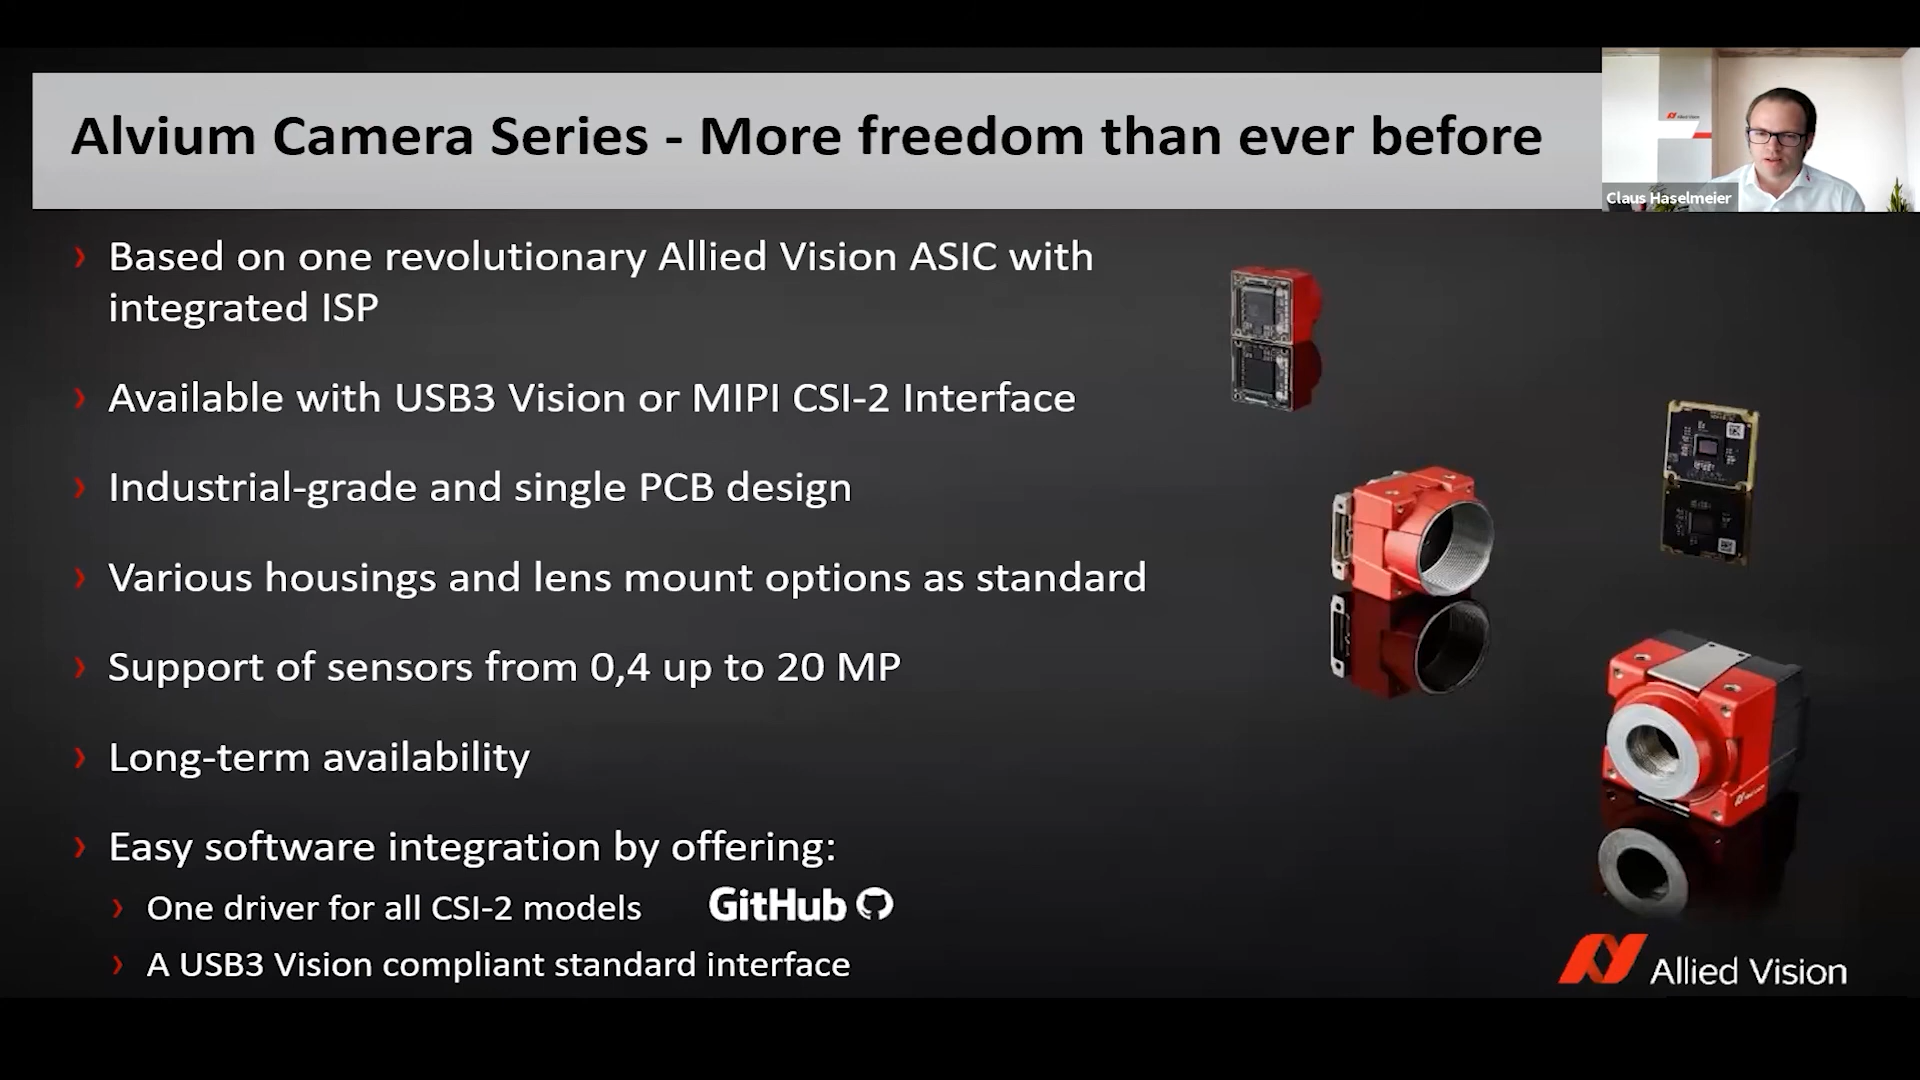 Alvium Camera Series - More freedom than ever before
Allied Vision
Claus Haselmeier
› Based on one revolutionary Allied Vision ASIC with
integrated ISP
› Available with USB3 Vision or MIPI CSI-2 Interface
› Industrial-grade and single PCB design
› Various housings and lens mount options as standard
› Support of sensors from 0,4 up to 20 MP
› Long-term availability
› Easy software integration by offering:
› One driver for all CSI-2 models GitHub
› A USB3 Vision compliant standard interface
Allied Vision